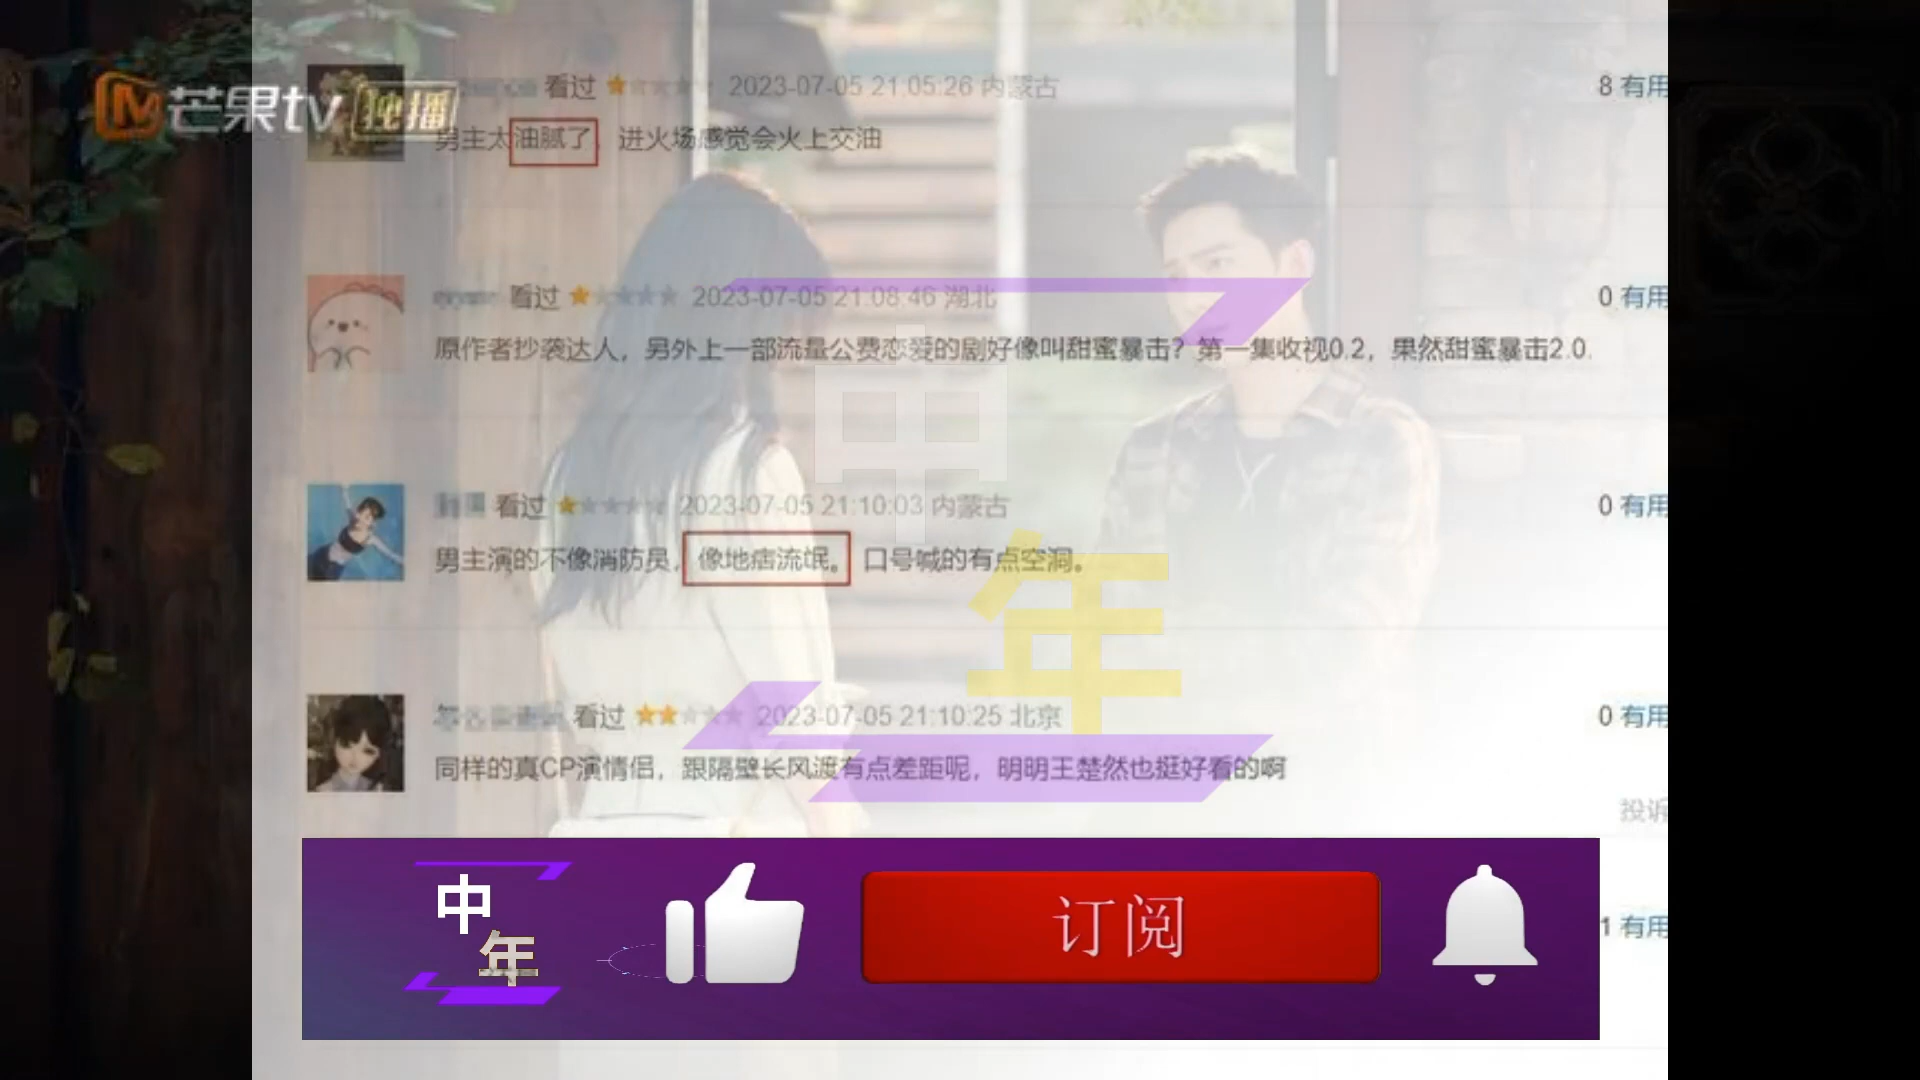 芒果tv 独播
看过 2023-07-05 21:05:26 内蒙古
8 有用
男主太油腻了，进火场感觉会火上交油
看过 2023-07-05 21:08:46 湖北
0 有用
原作者抄袭达人，另外上一部流量公费恋爱的剧好像叫甜蜜暴击？第一集收视0.2，果然甜蜜暴击2.0.
中
看过 2023-07-05 21:10:03 内蒙古
0 有用
男主演的不像消防员，像地痞流氓。口号喊的有点空洞。
年
看过 2023-07-05 21:10:25 北京
0 有用
同样的真CP演情侣，跟隔壁长风渡有点差距呢，明明王楚然也挺好看的啊
投诉
中
年
订阅
1 有用